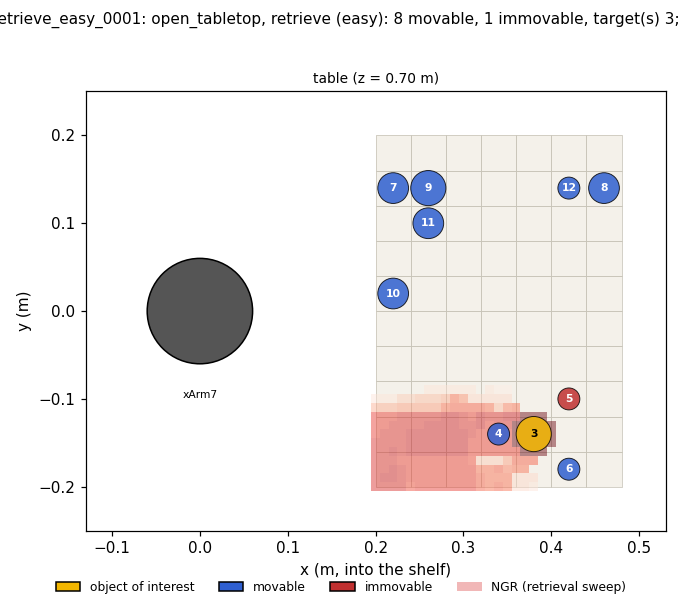 etrieve_easy_0001: open_tabletop, retrieve (easy): 8 movable, 1 immovable, target(s) 3;
table (z = 0.70 m)
0.2
0.1
0.0
−0.1
−0.2
y (m)
7
9
12
8
11
10
xArm7
5
4
3
6
−0.1
0.0
0.1
0.2
0.3
0.4
0.5
x (m, into the shelf)
object of interest
movable
immovable
NGR (retrieval sweep)